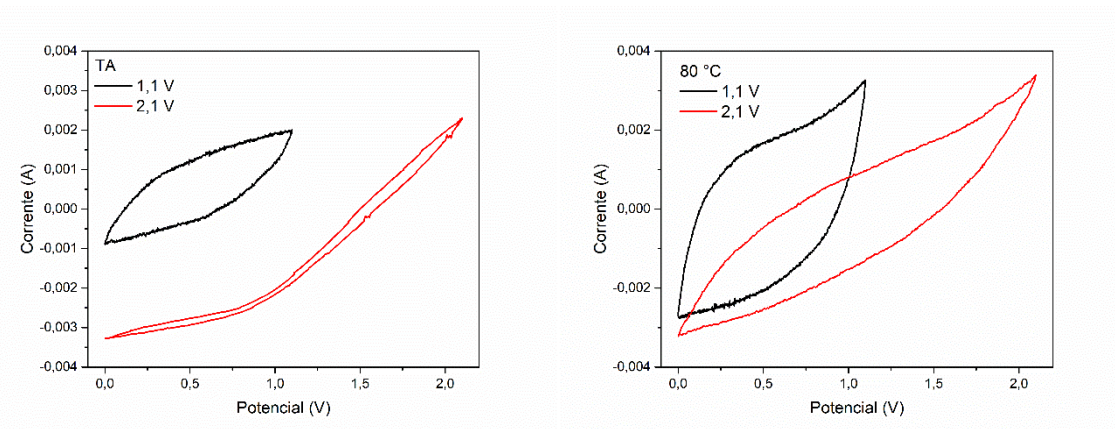 TA
1,1 V
2,1 V
0,004
0,003
0,002
0,001
0,000
-0,001
-0,002
-0,003
-0,004
Corrente (A)
0,0 0,5 1,0 1,5 2,0
Potencial (V)
80 °C
1,1 V
2,1 V
0,004
0,002
0,000
-0,002
-0,004
Corrente (A)
0,0 0,5 1,0 1,5 2,0
Potencial (V)